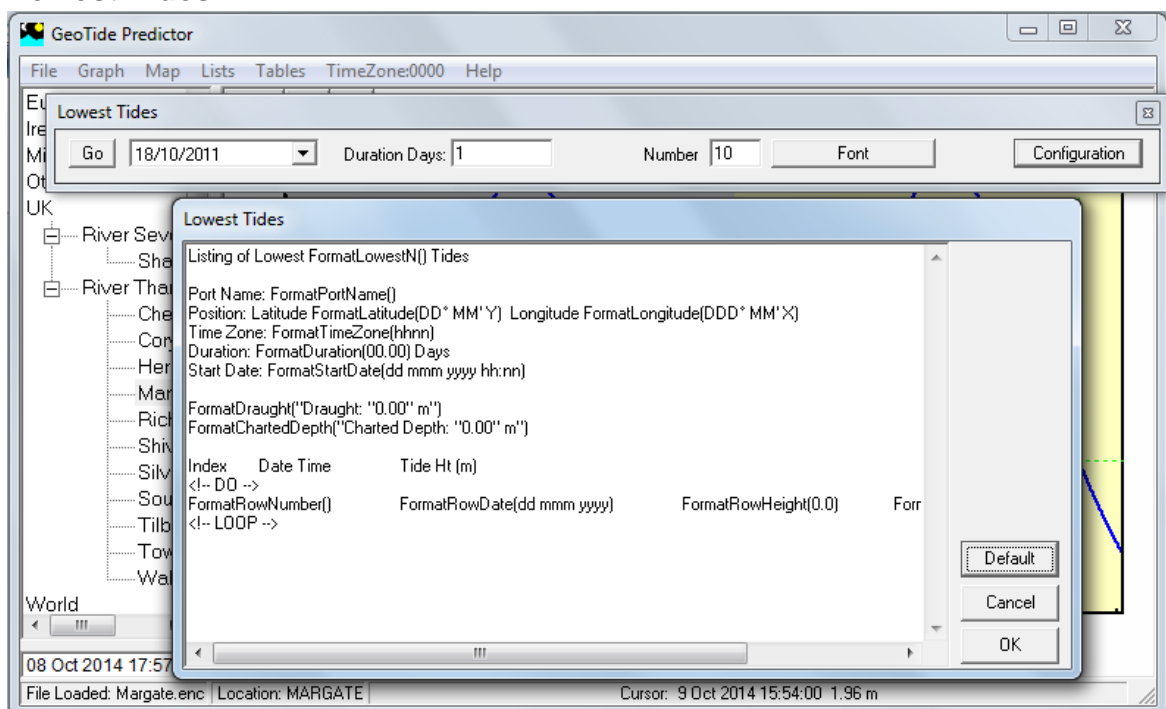 GeoTide Predictor
File Graph Map Lists Tables TimeZone:0000 Help
Lowest Tides
Go 18/10/2011 Duration Days: 1 Number 10 Font Configuration
UK
River Sev
Sha
River Tha
Che
Her
Mar
Rich
Shiv
Silv
Sou
Tilb
Tow
Wal
World
Lowest Tides
Listing of Lowest FormatLowestN() Tides
Port Name: FormatPortName()
Position: Latitude FormatLatitude(DD° MM' Y) Longitude FormatLongitude(DDD° MM' X)
Time Zone: FormatTimeZone(hhnn)
Duration: FormatDuration(00.00) Days
Start Date: FormatStartDate(dd mmm yyyy hh:nn)
FormatDraught("Draught: "0.00" m")
FormatChartedDepth("Charted Depth: "0.00" m")
Index Date Time Tide Ht (m)
<!-- DO -->
FormatRowNumber() FormatRowDate(dd mmm yyyy) FormatRowHeight(0.0) Forr
<!-- LOOP -->
Default
Cancel
OK
08 Oct 2014 17:57
File Loaded: Margate.enc Location: MARGATE Cursor: 9 Oct 2014 15:54:00 1.96 m